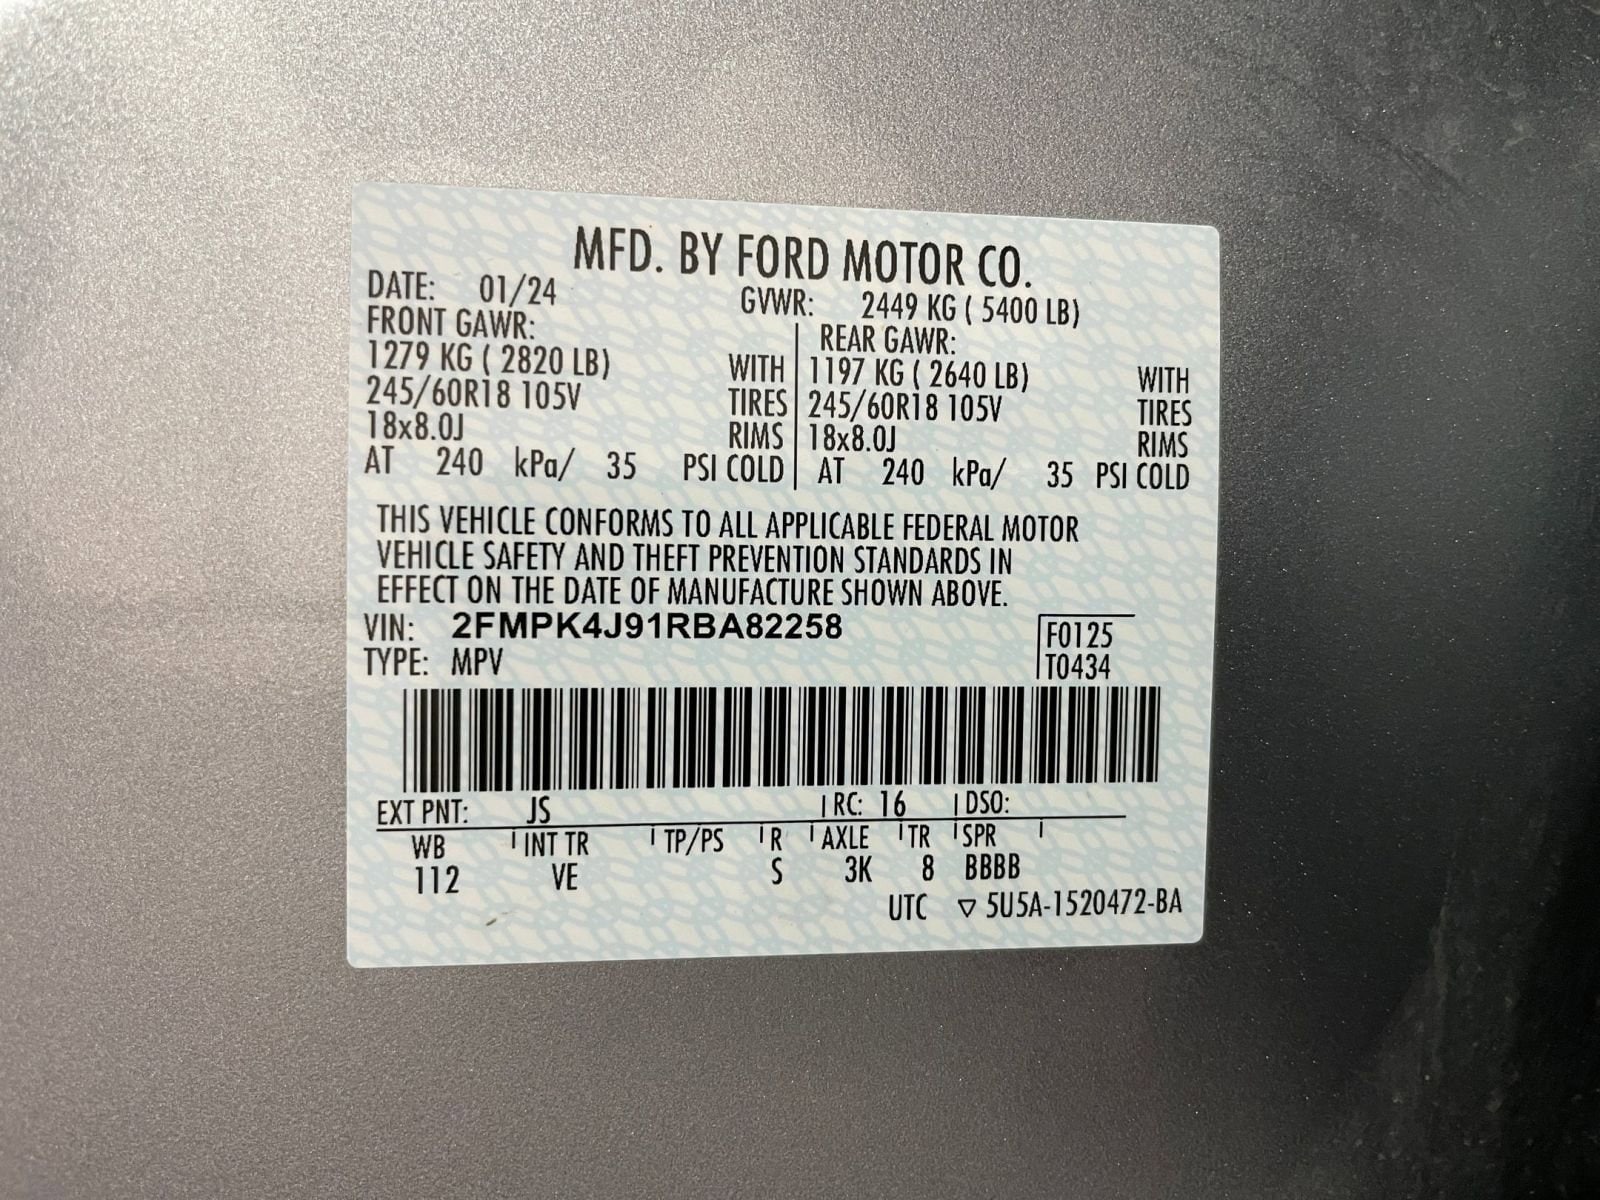 MFD. BY FORD MOTOR CO.
DATE: 01/24 GVWR: 2449 KG ( 5400 LB)
FRONT GAWR: REAR GAWR:
1279 KG ( 2820 LB) WITH 1197 KG ( 2640 LB) WITH
245/60R18 105V TIRES 245/60R18 105V TIRES
18x8.0J RIMS 18x8.0J RIMS
AT 240 kPa/ 35 PSI COLD AT 240 kPa/ 35 PSI COLD
THIS VEHICLE CONFORMS TO ALL APPLICABLE FEDERAL MOTOR
VEHICLE SAFETY AND THEFT PREVENTION STANDARDS IN
EFFECT ON THE DATE OF MANUFACTURE SHOWN ABOVE.
VIN: 2FMPK4J91RBA82258 F0125
TYPE: MPV T0434
EXT PNT: JS RC: 16 DSO:
WB INT TR TP/PS R AXLE TR SPR
112 VE S 3K 8 BBBB
UTC ▽ 5U5A-1520472-BA